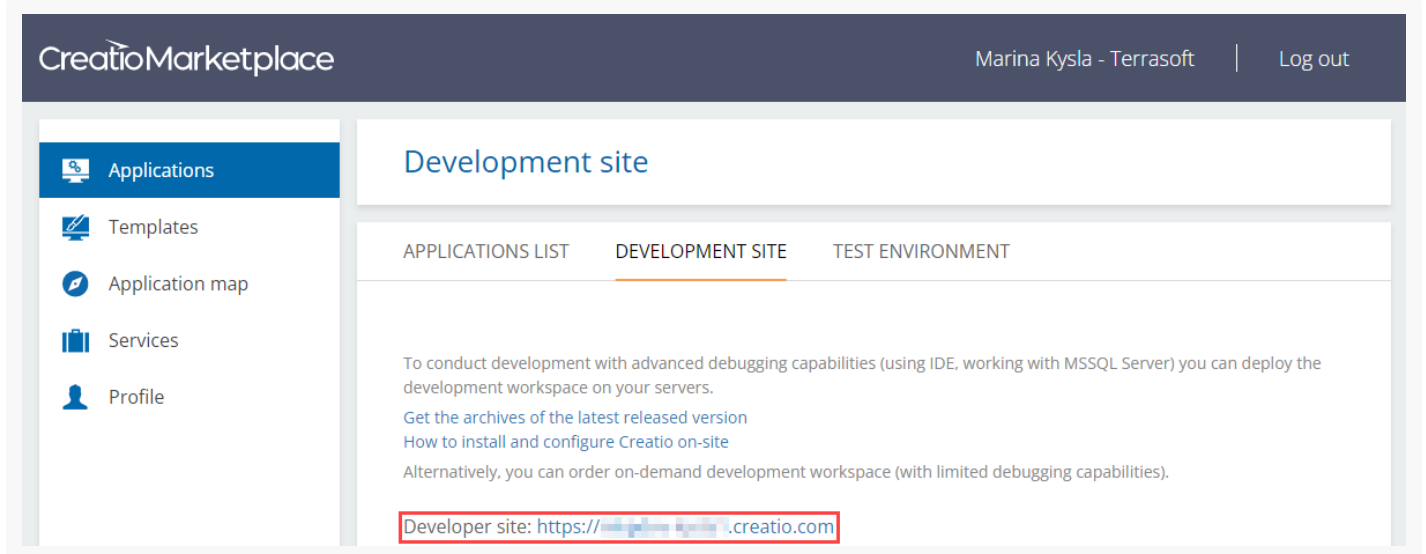 CreatioMarketplace
Marina Kysla - Terrasoft
Log out
Applications
Templates
Application map
Services
Profile
Development site
APPLICATIONS LIST
DEVELOPMENT SITE
TEST ENVIRONMENT
To conduct development with advanced debugging capabilities (using IDE, working with MSSQL Server) you can deploy the
development workspace on your servers.
Get the archives of the latest released version
How to install and configure Creatio on-site
Alternatively, you can order on-demand development workspace (with limited debugging capabilities).
Developer site: https:// .creatio.com